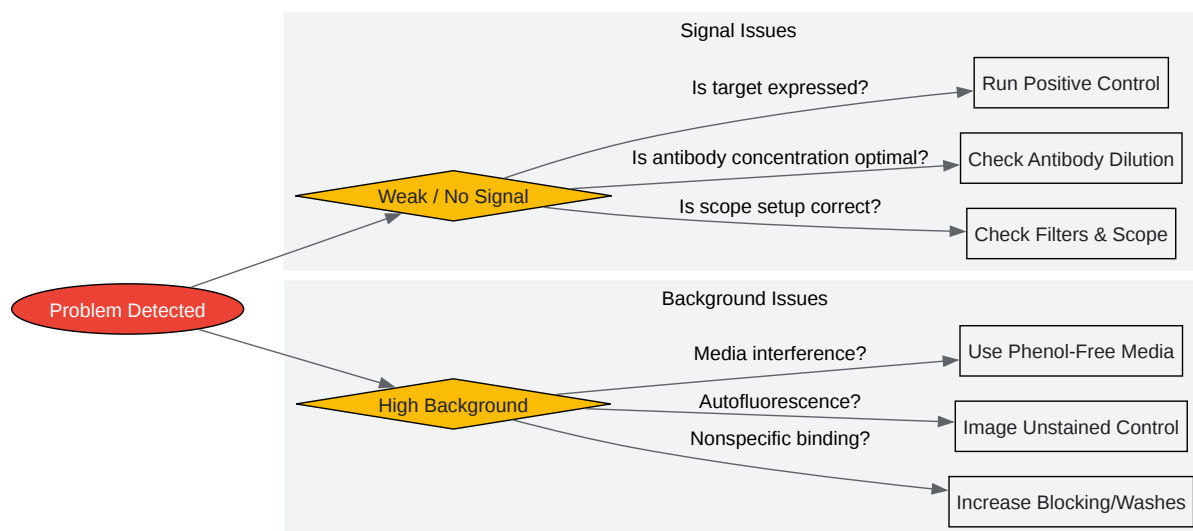 Signal Issues
Is target expressed?
Run Positive Control
Is antibody concentration optimal?
Check Antibody Dilution
Weak / No Signal
Is scope setup correct?
Check Filters & Scope
Problem Detected
Background Issues
Media interference?
Use Phenol-Free Media
High Background
Autofluorescence?
Image Unstained Control
Nonspecific binding?
Increase Blocking/Washes